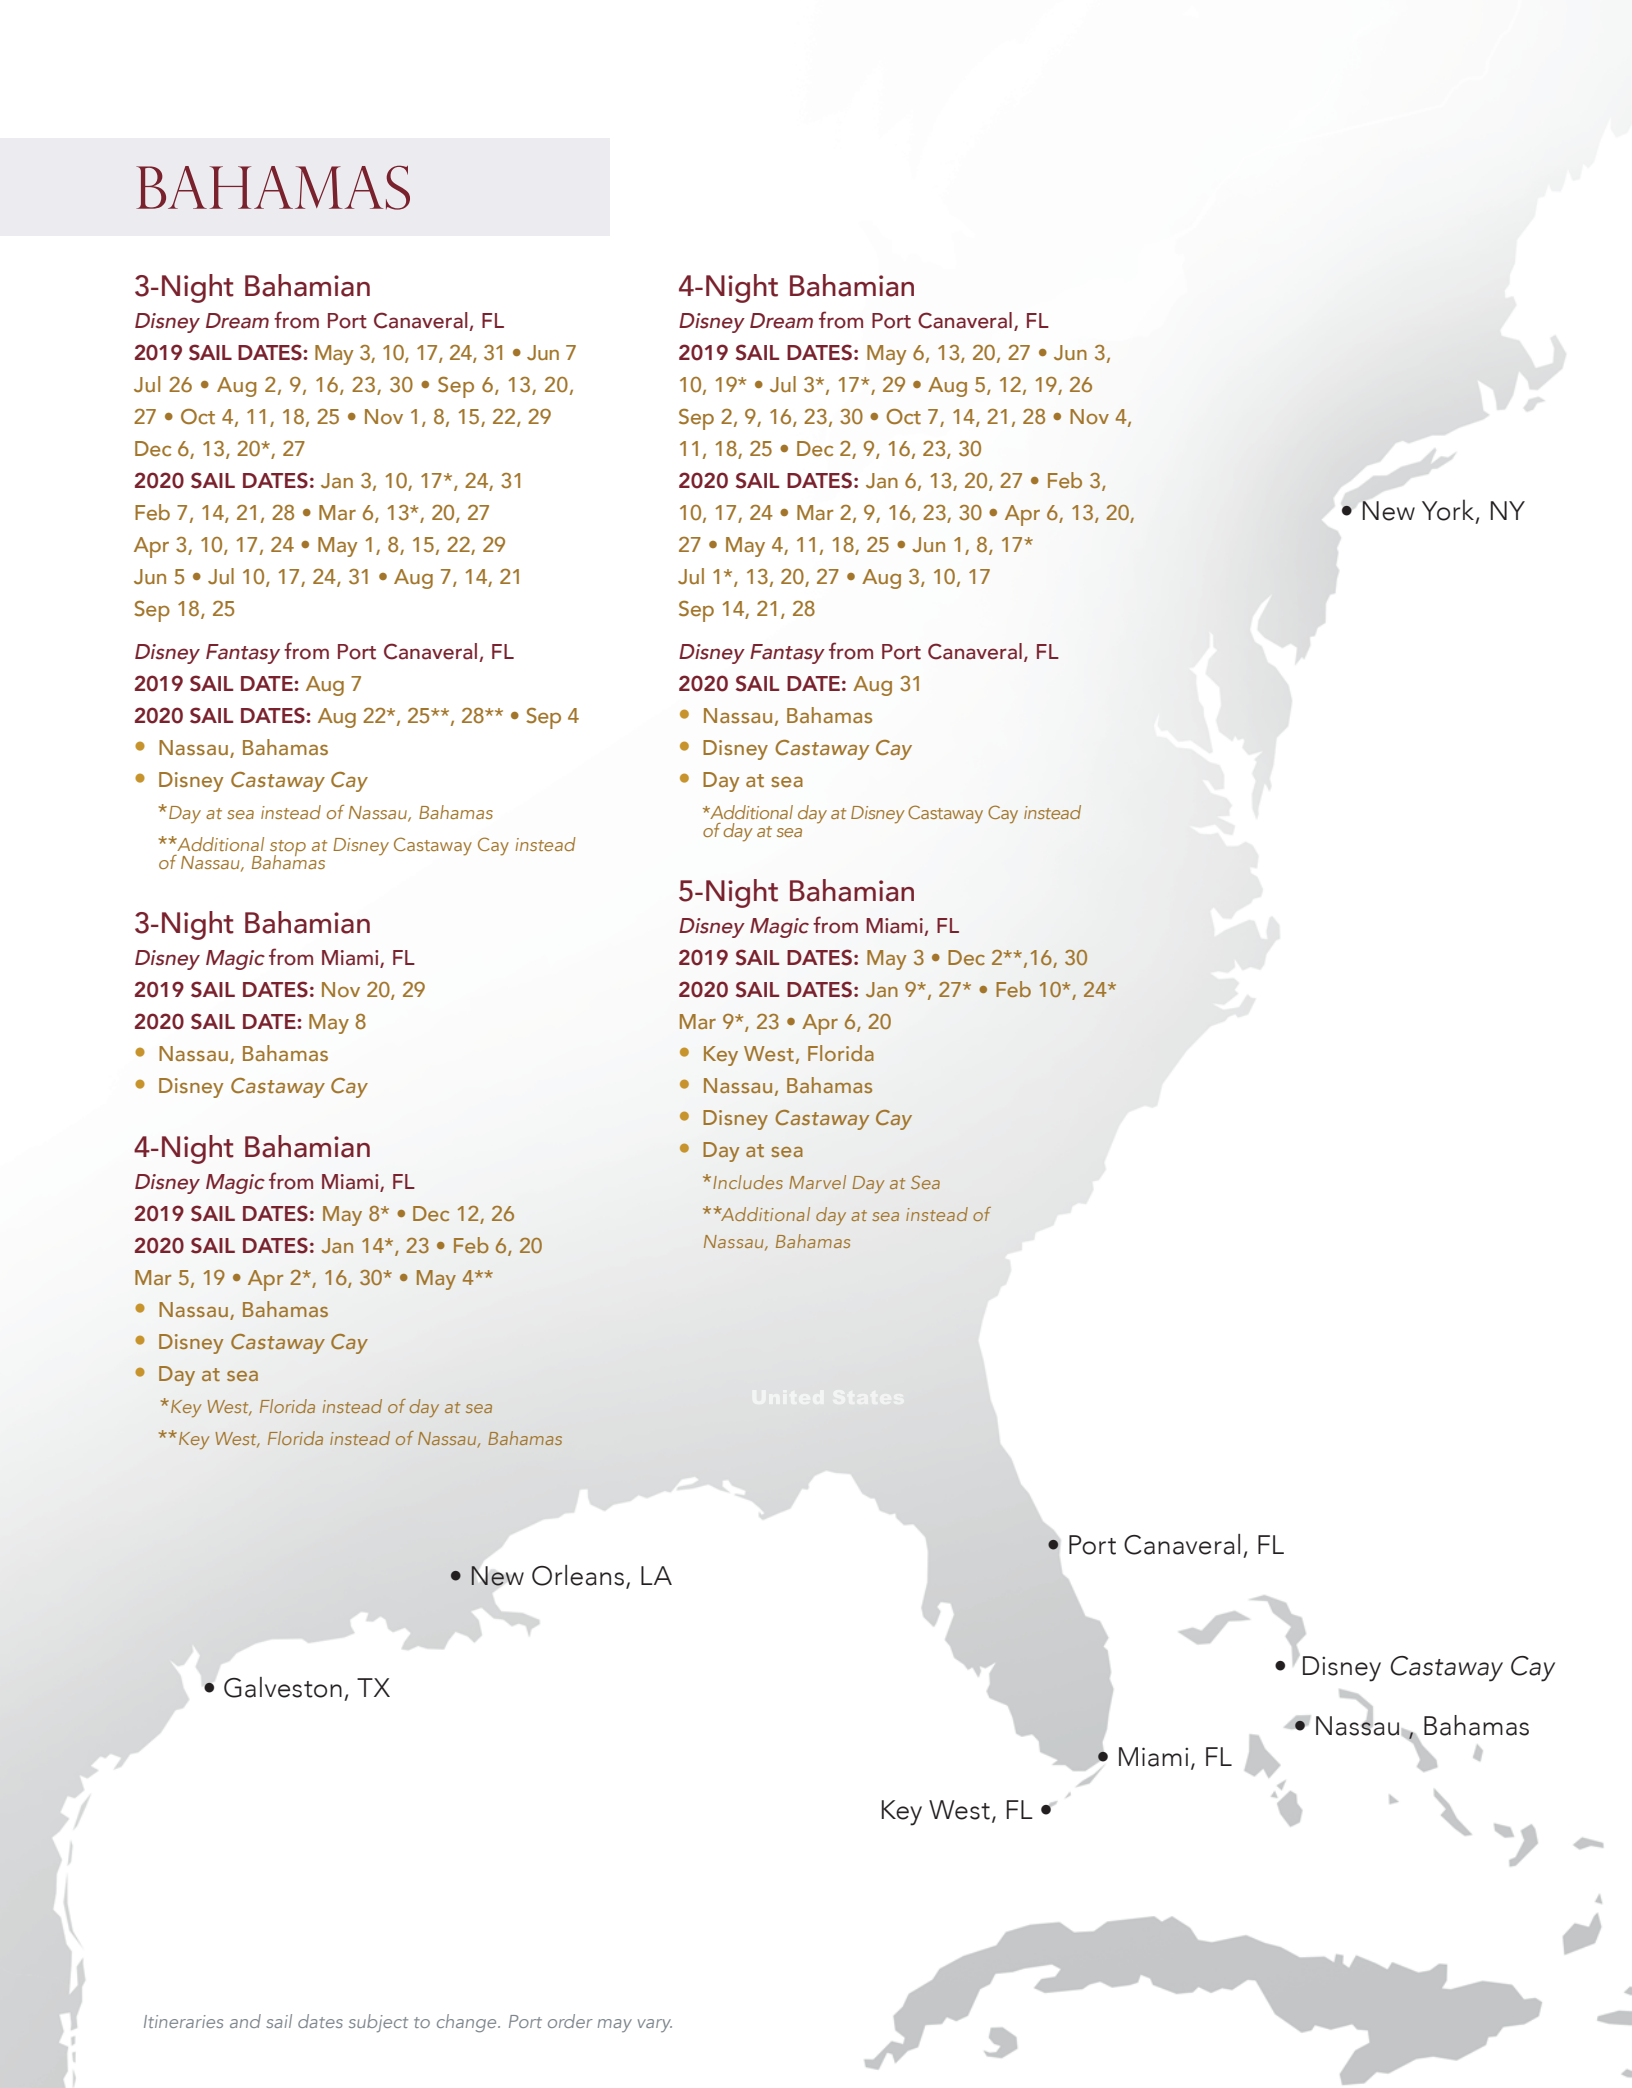 BAHAMAS
3-Night Bahamian
Disney Dream from Port Canaveral, FL
2019 SAIL DATES: May 3, 10, 17, 24, 31 • Jun 7
Jul 26 • Aug 2, 9, 16, 23, 30 • Sep 6, 13, 20,
27 • Oct 4, 11, 18, 25 • Nov 1, 8, 15, 22, 29
Dec 6, 13, 20*, 27
2020 SAIL DATES: Jan 3, 10, 17*, 24, 31
Feb 7, 14, 21, 28 • Mar 6, 13*, 20, 27
Apr 3, 10, 17, 24 • May 1, 8, 15, 22, 29
Jun 5 • Jul 10, 17, 24, 31 • Aug 7, 14, 21
Sep 18, 25
Disney Fantasy from Port Canaveral, FL
2019 SAIL DATE: Aug 7
2020 SAIL DATES: Aug 22*, 25**, 28** • Sep 4
• Nassau, Bahamas
• Disney Castaway Cay
*Day at sea instead of Nassau, Bahamas
**Additional stop at Disney Castaway Cay instead
of Nassau, Bahamas
3-Night Bahamian
Disney Magic from Miami, FL
2019 SAIL DATES: Nov 20, 29
2020 SAIL DATE: May 8
• Nassau, Bahamas
• Disney Castaway Cay
4-Night Bahamian
Disney Magic from Miami, FL
2019 SAIL DATES: May 8* • Dec 12, 26
2020 SAIL DATES: Jan 14*, 23 • Feb 6, 20
Mar 5, 19 • Apr 2*, 16, 30* • May 4**
• Nassau, Bahamas
• Disney Castaway Cay
• Day at sea
*Key West, Florida instead of day at sea
**Key West, Florida instead of Nassau, Bahamas
4-Night Bahamian
Disney Dream from Port Canaveral, FL
2019 SAIL DATES: May 6, 13, 20, 27 • Jun 3,
10, 19* • Jul 3*, 17*, 29 • Aug 5, 12, 19, 26
Sep 2, 9, 16, 23, 30 • Oct 7, 14, 21, 28 • Nov 4,
11, 18, 25 • Dec 2, 9, 16, 23, 30
2020 SAIL DATES: Jan 6, 13, 20, 27 • Feb 3,
10, 17, 24 • Mar 2, 9, 16, 23, 30 • Apr 6, 13, 20,
27 • May 4, 11, 18, 25 • Jun 1, 8, 17*
Jul 1*, 13, 20, 27 • Aug 3, 10, 17
Sep 14, 21, 28
Disney Fantasy from Port Canaveral, FL
2020 SAIL DATE: Aug 31
• Nassau, Bahamas
• Disney Castaway Cay
• Day at sea
*Additional day at Disney Castaway Cay instead
of day at sea
5-Night Bahamian
Disney Magic from Miami, FL
2019 SAIL DATES: May 3 • Dec 2**,16, 30
2020 SAIL DATES: Jan 9*, 27* • Feb 10*, 24*
Mar 9*, 23 • Apr 6, 20
• Key West, Florida
• Nassau, Bahamas
• Disney Castaway Cay
• Day at sea
*Includes Marvel Day at Sea
**Additional day at sea instead of
Nassau, Bahamas
• New York, NY
United States
• Port Canaveral, FL
• New Orleans, LA
• Disney Castaway Cay
• Galveston, TX
• Nassau , Bahamas
• Miami, FL
Key West, FL •
Itineraries and sail dates subject to change. Port order may vary.